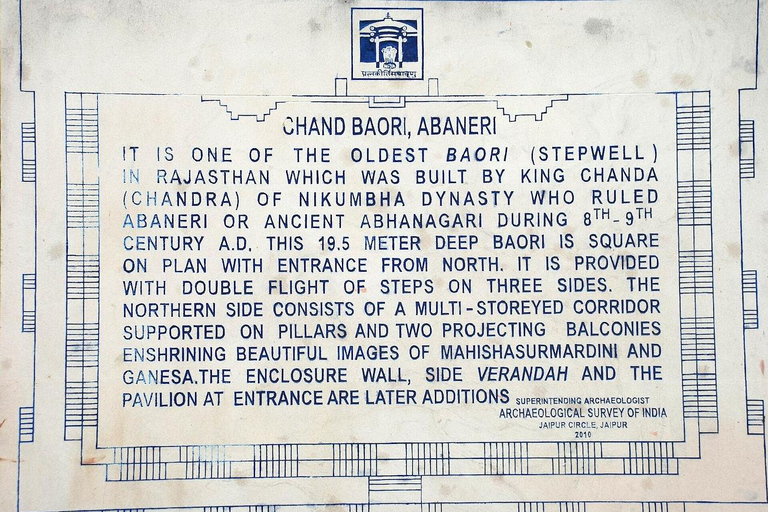 प्रत्नकीर्तिमपावृणु
CHAND BAORI, ABANERI
IT IS ONE OF THE OLDEST BAORI (STEPWELL)
IN RAJASTHAN WHICH WAS BUILT BY KING CHANDA
(CHANDRA) OF NIKUMBHA DYNASTY WHO RULED
ABANERI OR ANCIENT ABHANAGARI DURING 8TH-9TH
CENTURY A.D. THIS 19.5 METER DEEP BAORI IS SQUARE
ON PLAN WITH ENTRANCE FROM NORTH. IT IS PROVIDED
WITH DOUBLE FLIGHT OF STEPS ON THREE SIDES. THE
NORTHERN SIDE CONSISTS OF A MULTI-STOREYED CORRIDOR
SUPPORTED ON PILLARS AND TWO PROJECTING BALCONIES
ENSHRINING BEAUTIFUL IMAGES OF MAHISHASURMARDINI AND
GANESA.THE ENCLOSURE WALL, SIDE VERANDAH AND THE
PAVILION AT ENTRANCE ARE LATER ADDITIONS
SUPERINTENDING ARCHAEOLOGIST
ARCHAEOLOGICAL SURVEY OF INDIA
JAIPUR CIRCLE, JAIPUR
2010